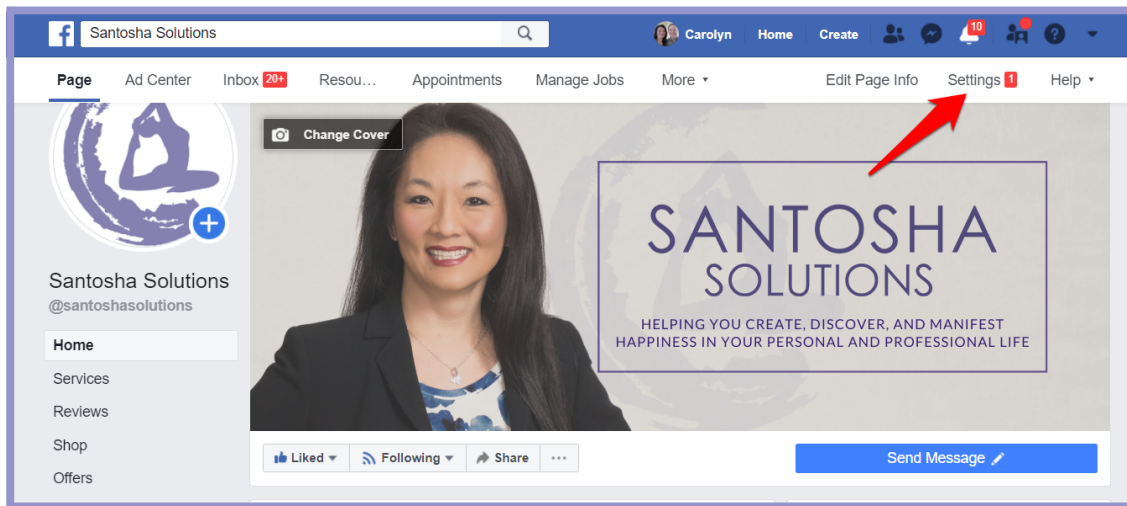 f Santosha Solutions Carolyn Home Create 10 ?
Page Ad Center Inbox 20+ Resou... Appointments Manage Jobs More Edit Page Info Settings 1 Help
Change Cover
SANTOSHA
SOLUTIONS
HELPING YOU CREATE, DISCOVER, AND MANIFEST
HAPPINESS IN YOUR PERSONAL AND PROFESSIONAL LIFE
Santosha Solutions
@santoshasolutions
Home
Services
Reviews
Shop
Offers
Liked Following Share ... Send Message